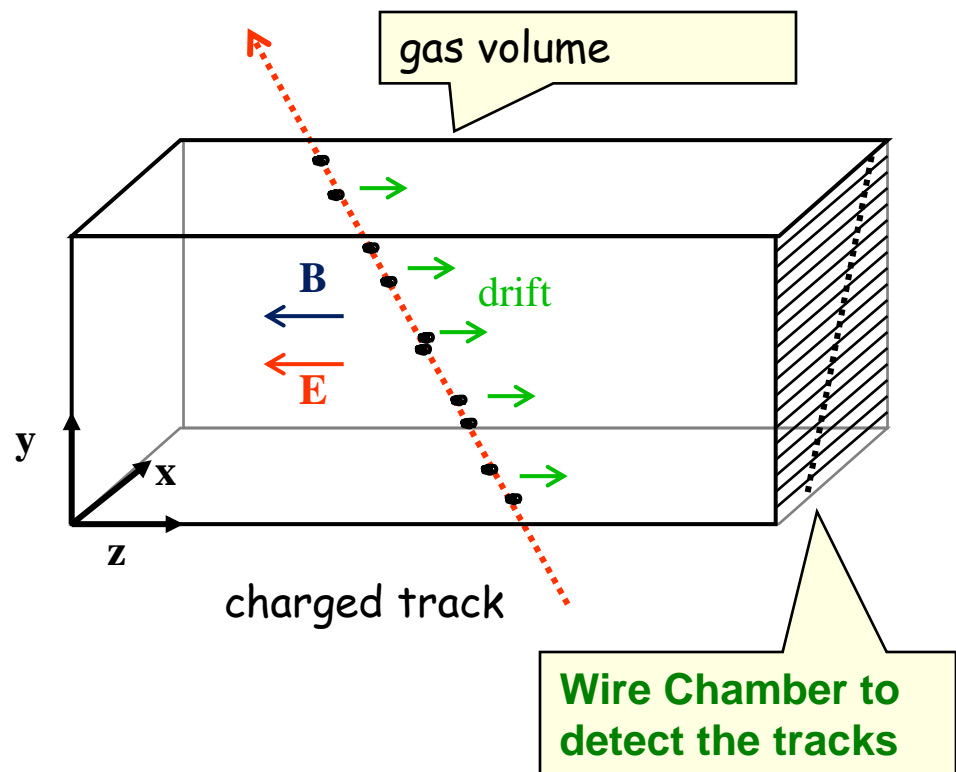 gas volume
B
drift
E
y
x
z
charged track
Wire Chamber to
detect the tracks